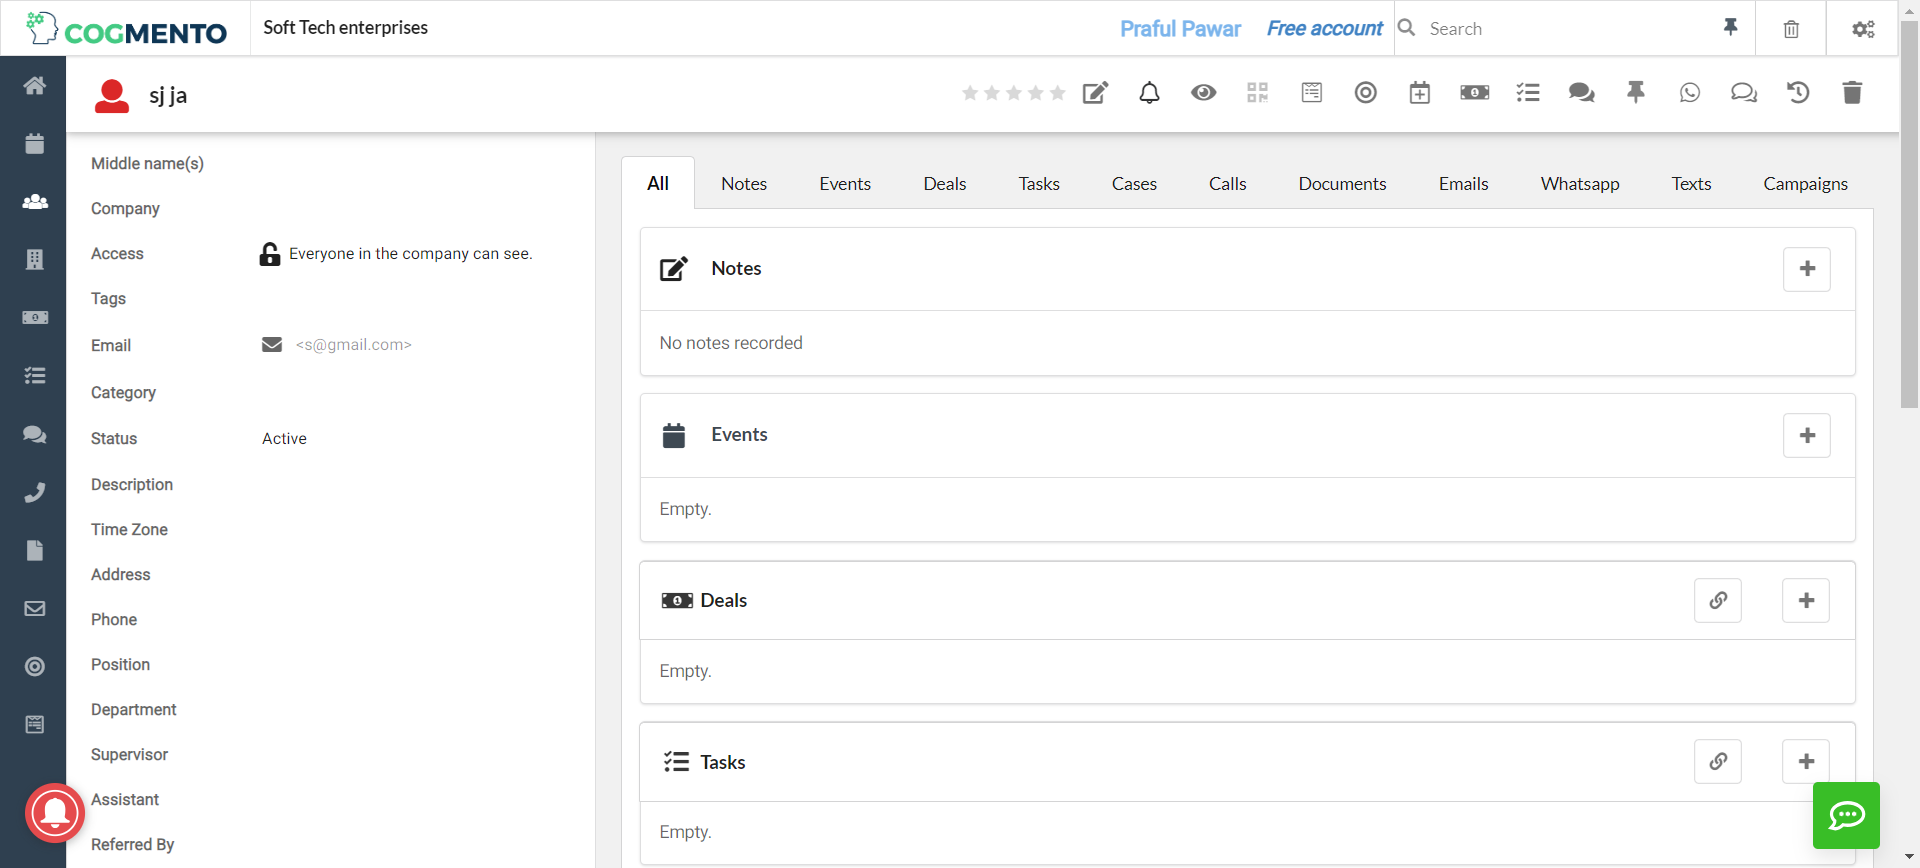 COGMENTO
Soft Tech enterprises
Praful Pawar
Free account
Search
sj ja
Middle name(s)
Company
Access
Everyone in the company can see.
Tags
Email
<s@gmail.com>
Category
Status
Active
Description
Time Zone
Address
Phone
Position
Department
Supervisor
Assistant
Referred By
All
Notes
Events
Deals
Tasks
Cases
Calls
Documents
Emails
Whatsapp
Texts
Campaigns
Notes
No notes recorded
Events
Empty.
Deals
Empty.
Tasks
Empty.